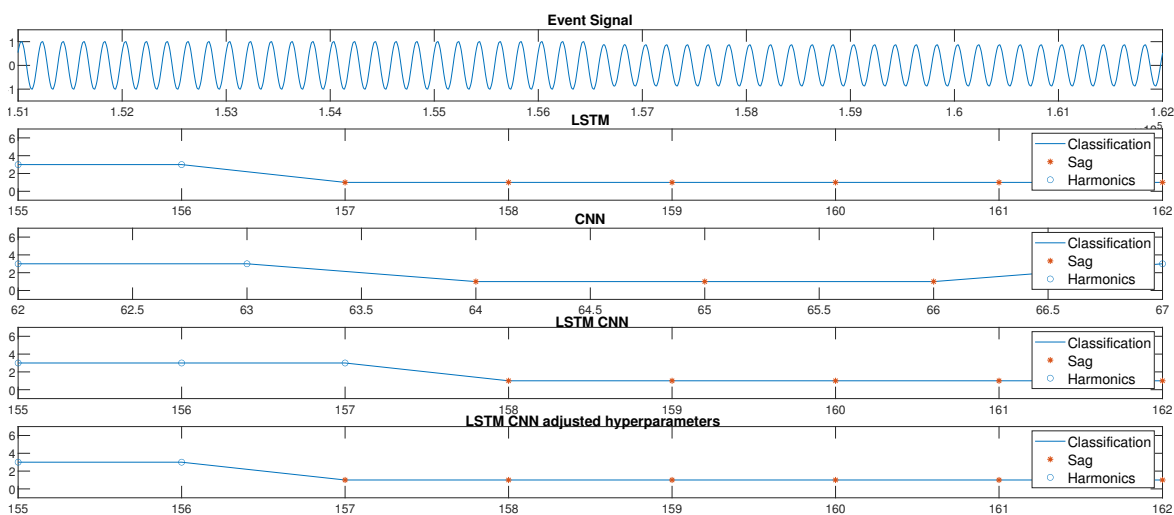 Event Signal
1
0
1
1.51 1.52 1.53 1.54 1.55 1.56 1.57 1.58 1.59 1.6 1.61 1.62
LSTM
6
4
2
0
Classification
Sag
Harmonics
155 156 157 158 159 160 161 162
CNN
6
4
2
0
Classification
Sag
Harmonics
62 62.5 63 63.5 64 64.5 65 65.5 66 66.5 67
LSTM CNN
6
4
2
0
Classification
Sag
Harmonics
155 156 157 158 159 160 161 162
LSTM CNN adjusted hyperparameters
6
4
2
0
Classification
Sag
Harmonics
155 156 157 158 159 160 161 162